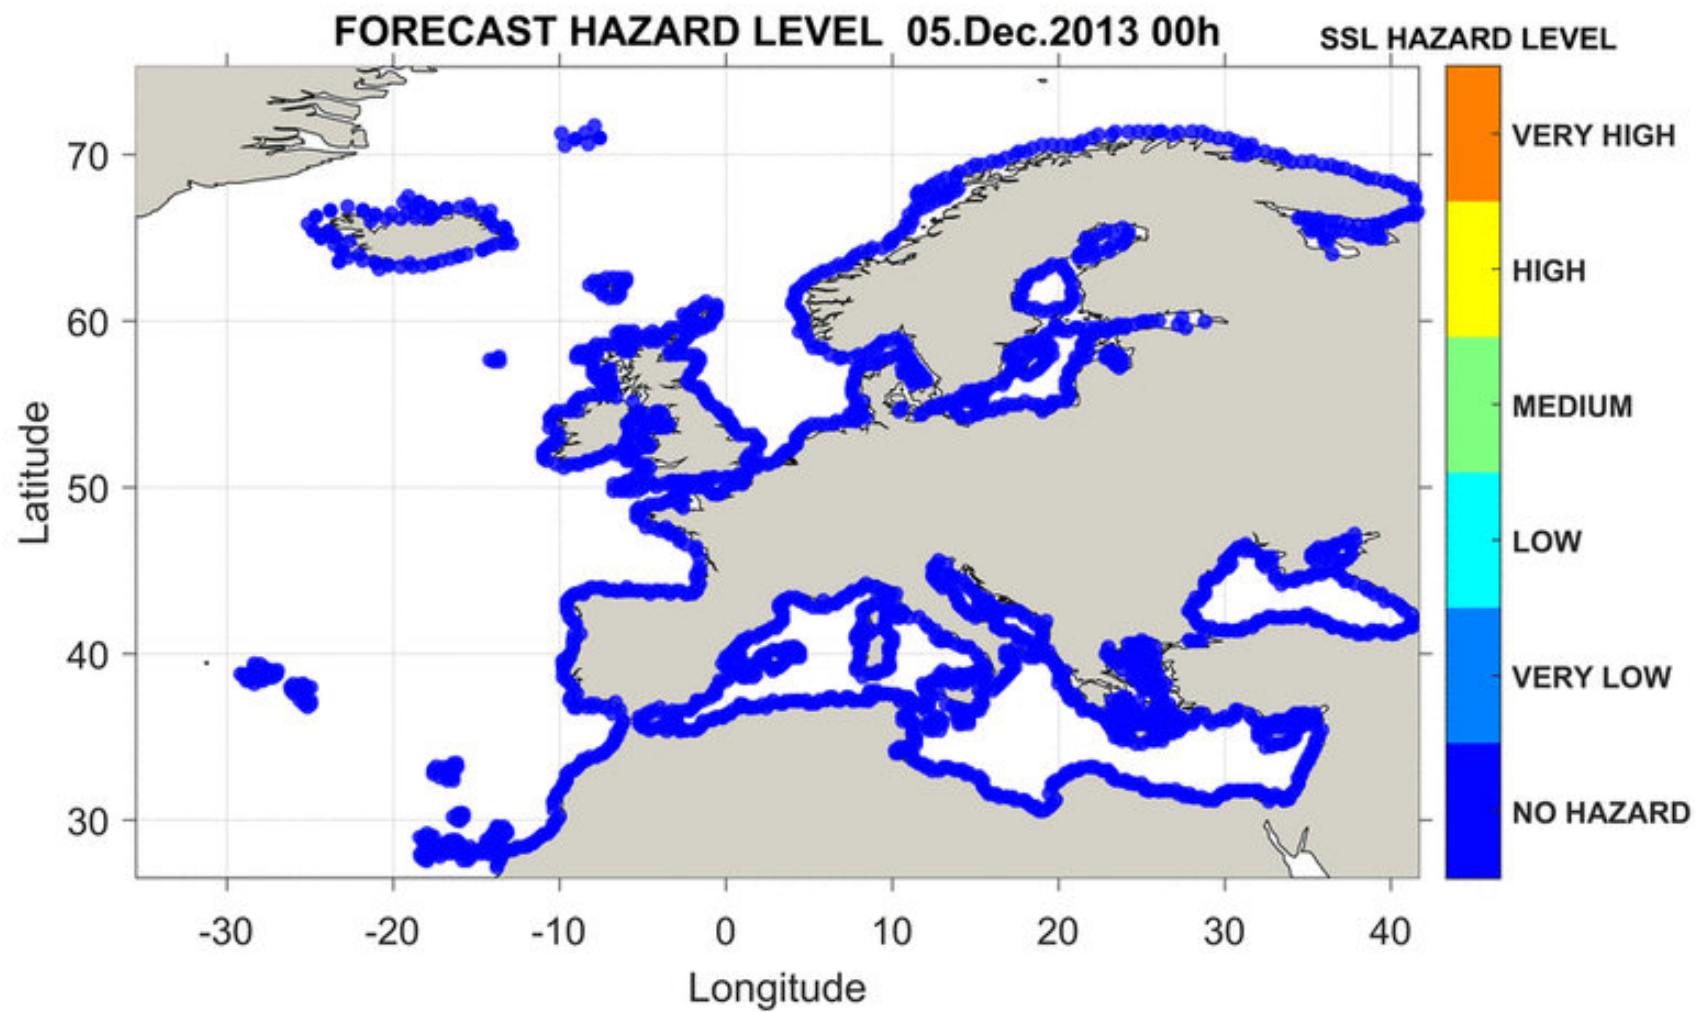 FORECAST HAZARD LEVEL 05.Dec.2013 00h
SSL HAZARD LEVEL
VERY HIGH
HIGH
MEDIUM
LOW
VERY LOW
NO HAZARD
Latitude
70
60
50
40
30
-30 -20 -10 0 10 20 30 40
Longitude